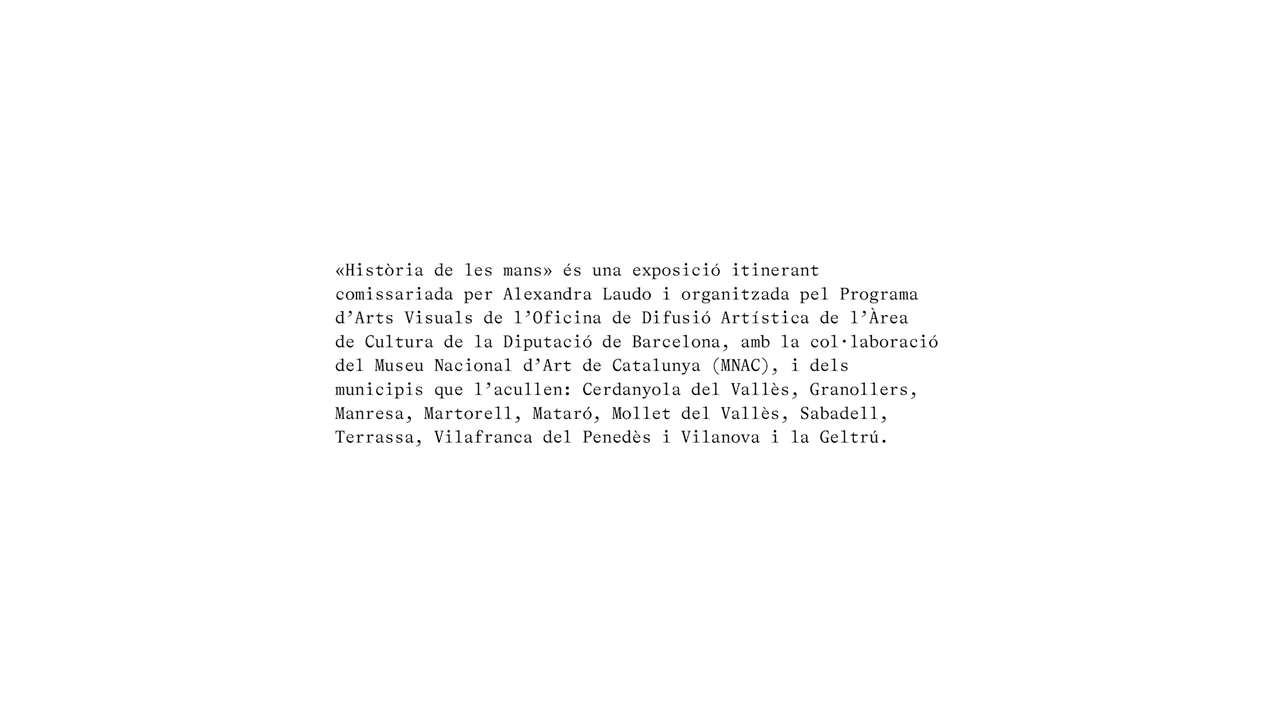 «Història de les mans» és una exposició itinerant
comissariada per Alexandra Laudo i organitzada pel Programa
d’Arts Visuals de l’Oficina de Difusió Artística de l’Àrea
de Cultura de la Diputació de Barcelona, amb la col·laboració
del Museu Nacional d’Art de Catalunya (MNAC), i dels
municipis que l’acullen: Cerdanyola del Vallès, Granollers,
Manresa, Martorell, Mataró, Mollet del Vallès, Sabadell,
Terrassa, Vilafranca del Penedès i Vilanova i la Geltrú.